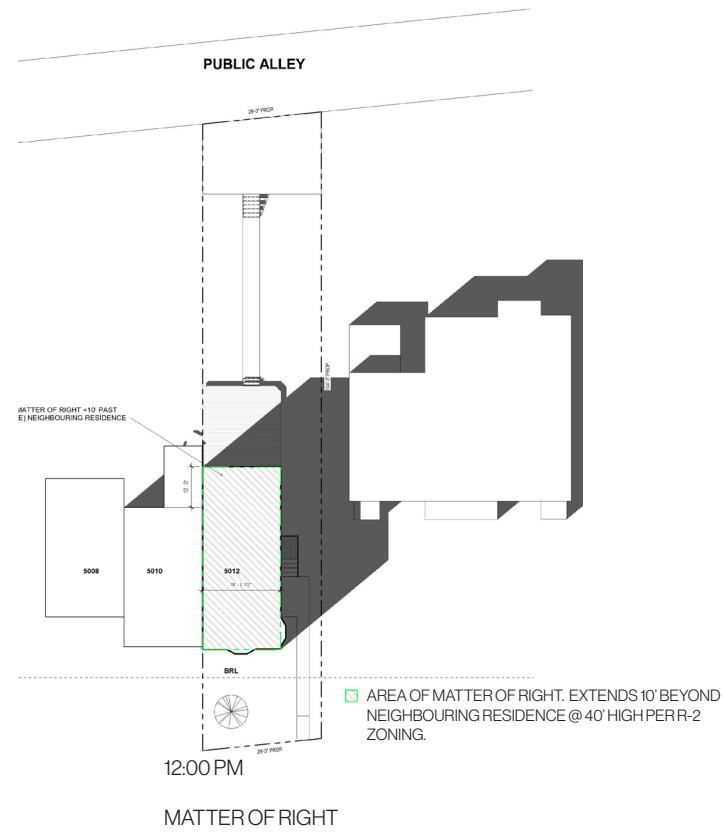 PUBLIC ALLEY
29'-3" PROP.
MATTER OF RIGHT +10' PAST
E) NEIGHBOURING RESIDENCE
10'-0"
5008
5010
5012
BRL
29'-3" PROP.
AREA OF MATTER OF RIGHT. EXTENDS 10' BEYOND
NEIGHBOURING RESIDENCE @ 40' HIGH PER R-2
ZONING.
12:00 PM
MATTER OF RIGHT